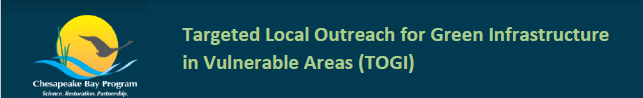 Targeted Local Outreach for Green Infrastructure
in Vulnerable Areas (TOGI)
Chesapeake Bay Program
Science. Restoration. Partnership.